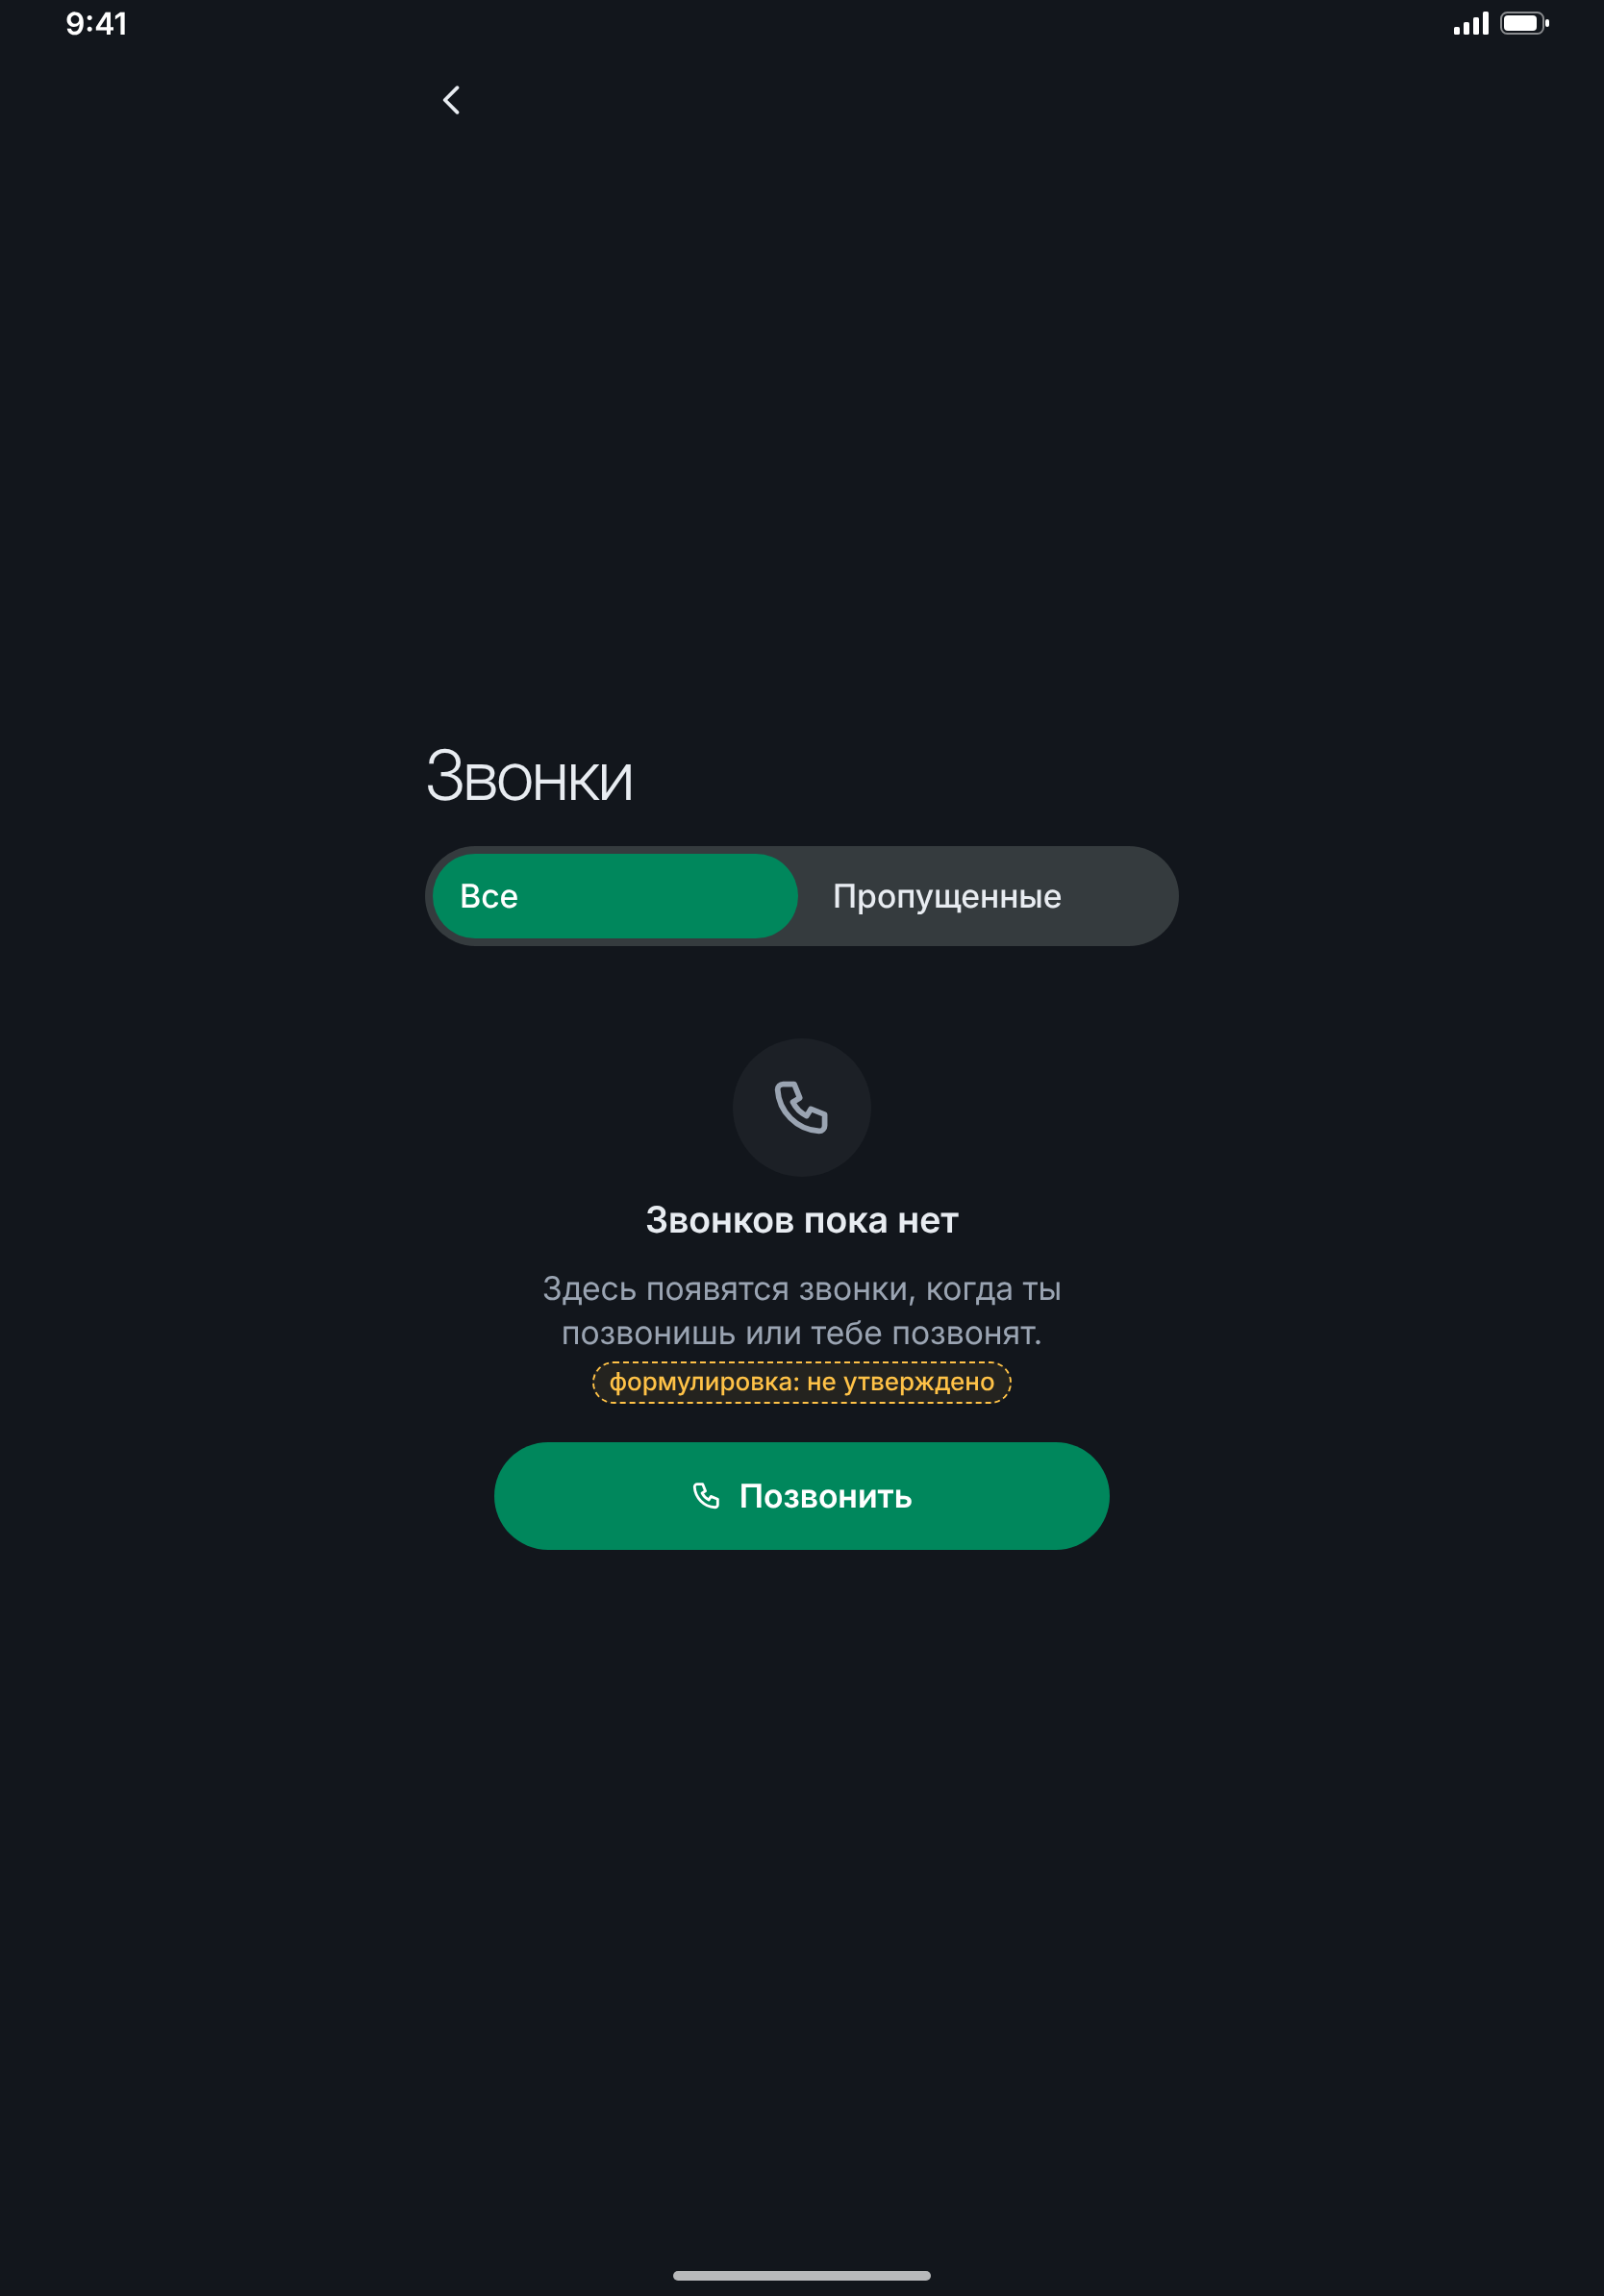 9:41
Звонки
Все
Пропущенные
Звонков пока нет
Здесь появятся звонки, когда ты
позвонишь или тебе позвонят.
формулировка: не утверждено
Позвонить